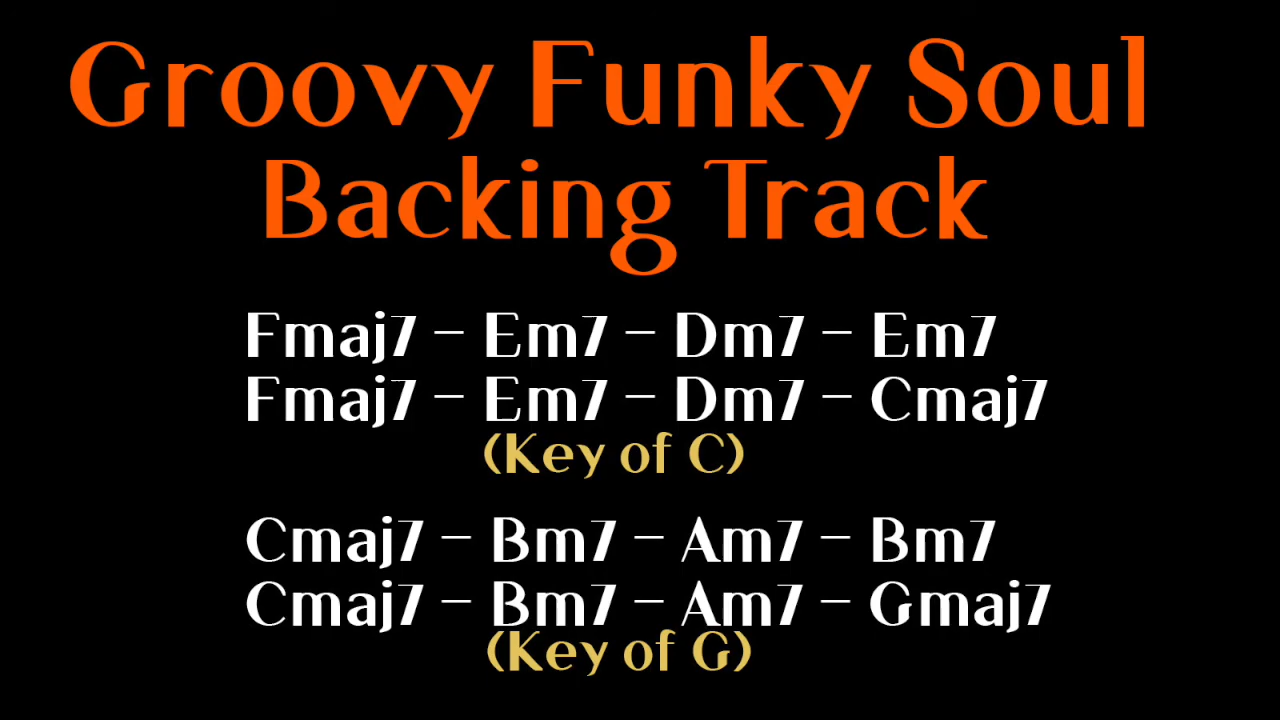 Groovy Funky Soul
Backing Track
Fmaj7 - Em7 - Dm7 - Em7
Fmaj7 - Em7 - Dm7 - Cmaj7
(Key of C)
Cmaj7 - Bm7 - Am7 - Bm7
Cmaj7 - Bm7 - Am7 - Gmaj7
(Key of G)